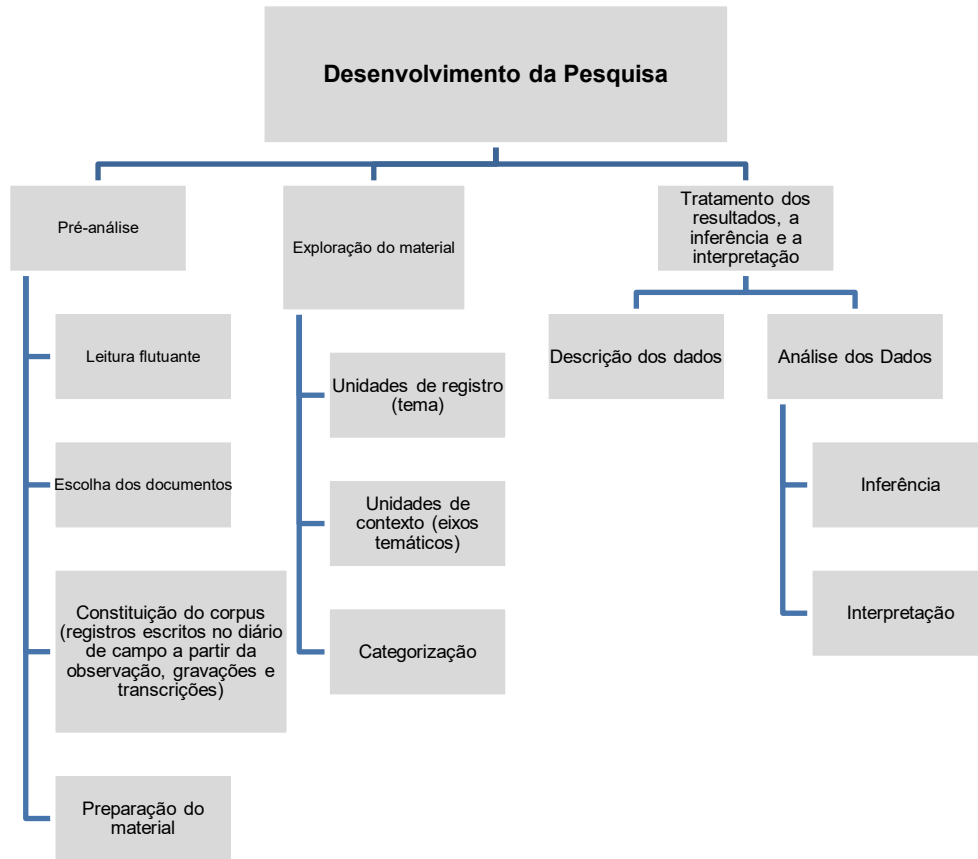 Desenvolvimento da Pesquisa
Pré-análise
Leitura flutuante
Escolha dos documentos
Constituição do corpus
(registros escritos no diário
de campo a partir da
observação, gravações e
transcrições)
Preparação do
material
Exploração do material
Unidades de registro
(tema)
Unidades de
contexto (eixos
temáticos)
Categorização
Tratamento dos
resultados, a
inferência e a
interpretação
Descrição dos dados
Análise dos Dados
Inferência
Interpretação